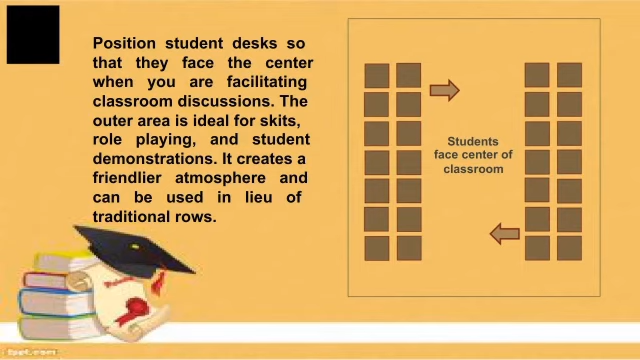 Position student desks so
that they face the center
when you are facilitating
classroom discussions. The
outer area is ideal for skits,
role playing, and student
demonstrations. It creates a
friendlier atmosphere and
can be used in lieu of
traditional rows.
Students
face center of
classroom